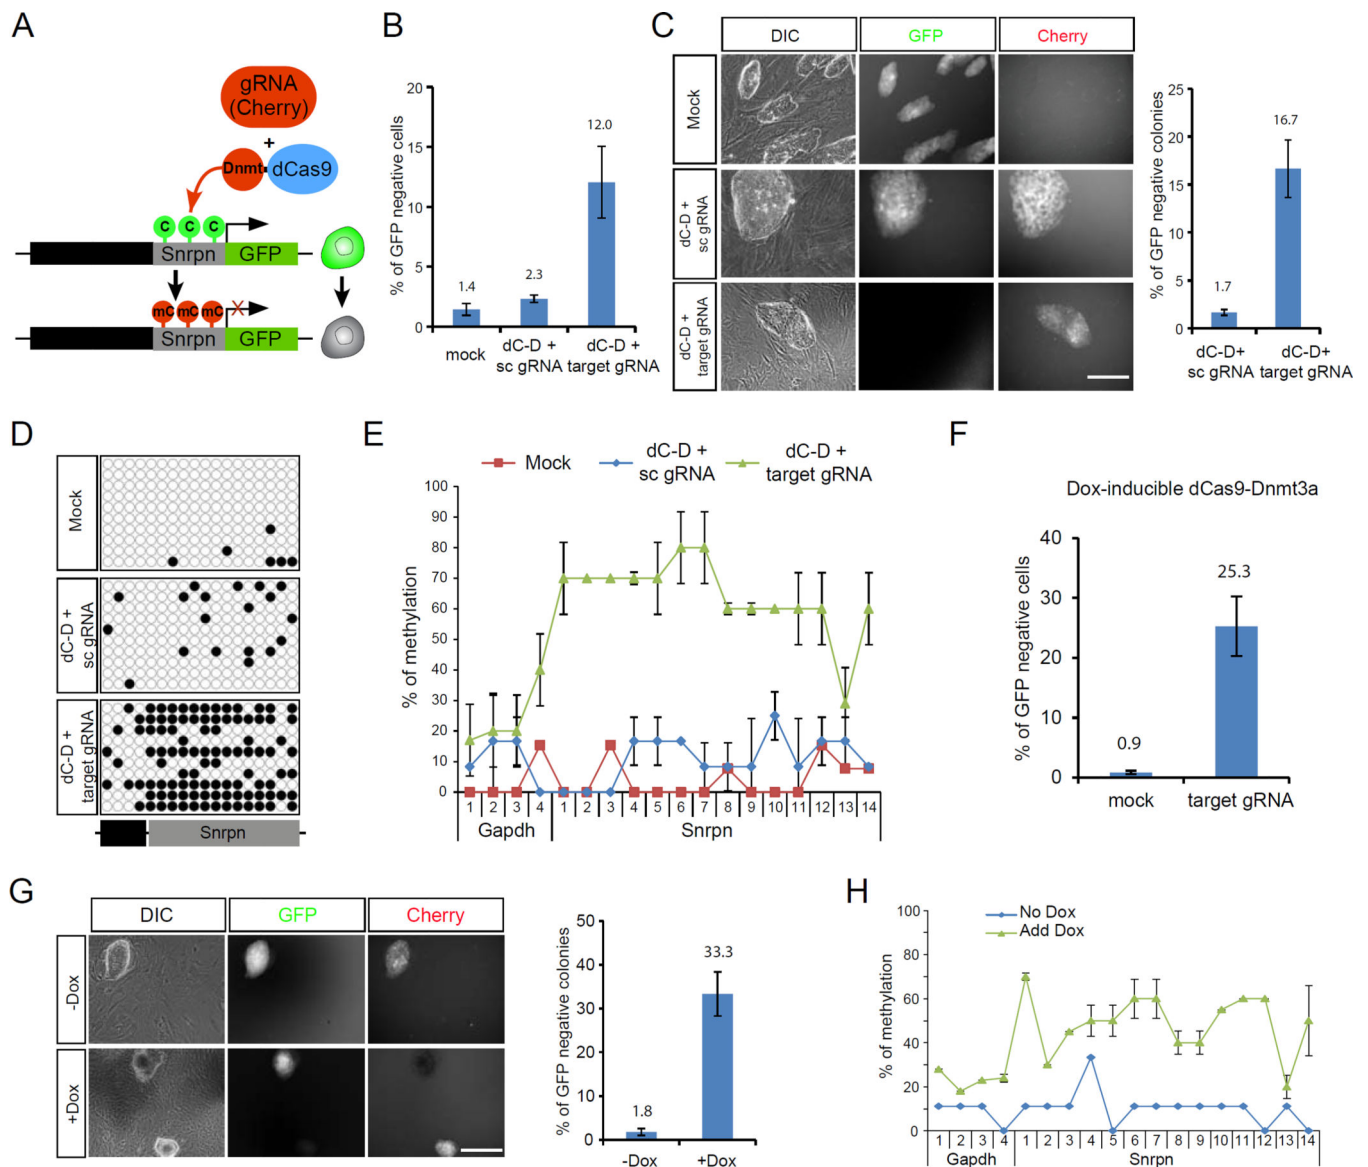 A
gRNA
(Cherry)
+
Dnmt
dCas9
C C C
Snrpn GFP
mC mC mC
X
Snrpn GFP
B
% of GFP negative cells
20
15
10
5
0
1.4
2.3
12.0
mock
dC-D +
sc gRNA
dC-D +
target gRNA
C
DIC GFP Cherry
Mock
dC-D +
sc gRNA
dC-D +
target gRNA
% of GFP negative colonies
25
20
15
10
5
0
1.7
16.7
dC-D+
sc gRNA
dC-D+
target gRNA
D
Mock
dC-D +
sc gRNA
dC-D +
target gRNA
Snrpn
E
Mock
dC-D +
sc gRNA
dC-D +
target gRNA
% of methylation
100
90
80
70
60
50
40
30
20
10
0
1 2 3 4 1 2 3 4 5 6 7 8 9 10 11 12 13 14
Gapdh Snrpn
F
Dox-inducible dCas9-Dnmt3a
% of GFP negative cells
40
30
20
10
0
0.9
25.3
mock target gRNA
G
DIC GFP Cherry
-Dox
+Dox
% of GFP negative colonies
50
40
30
20
10
0
1.8
33.3
-Dox +Dox
H
No Dox
Add Dox
% of methylation
100
80
60
40
20
0
1 2 3 4 1 2 3 4 5 6 7 8 9 10 11 12 13 14
Gapdh Snrpn